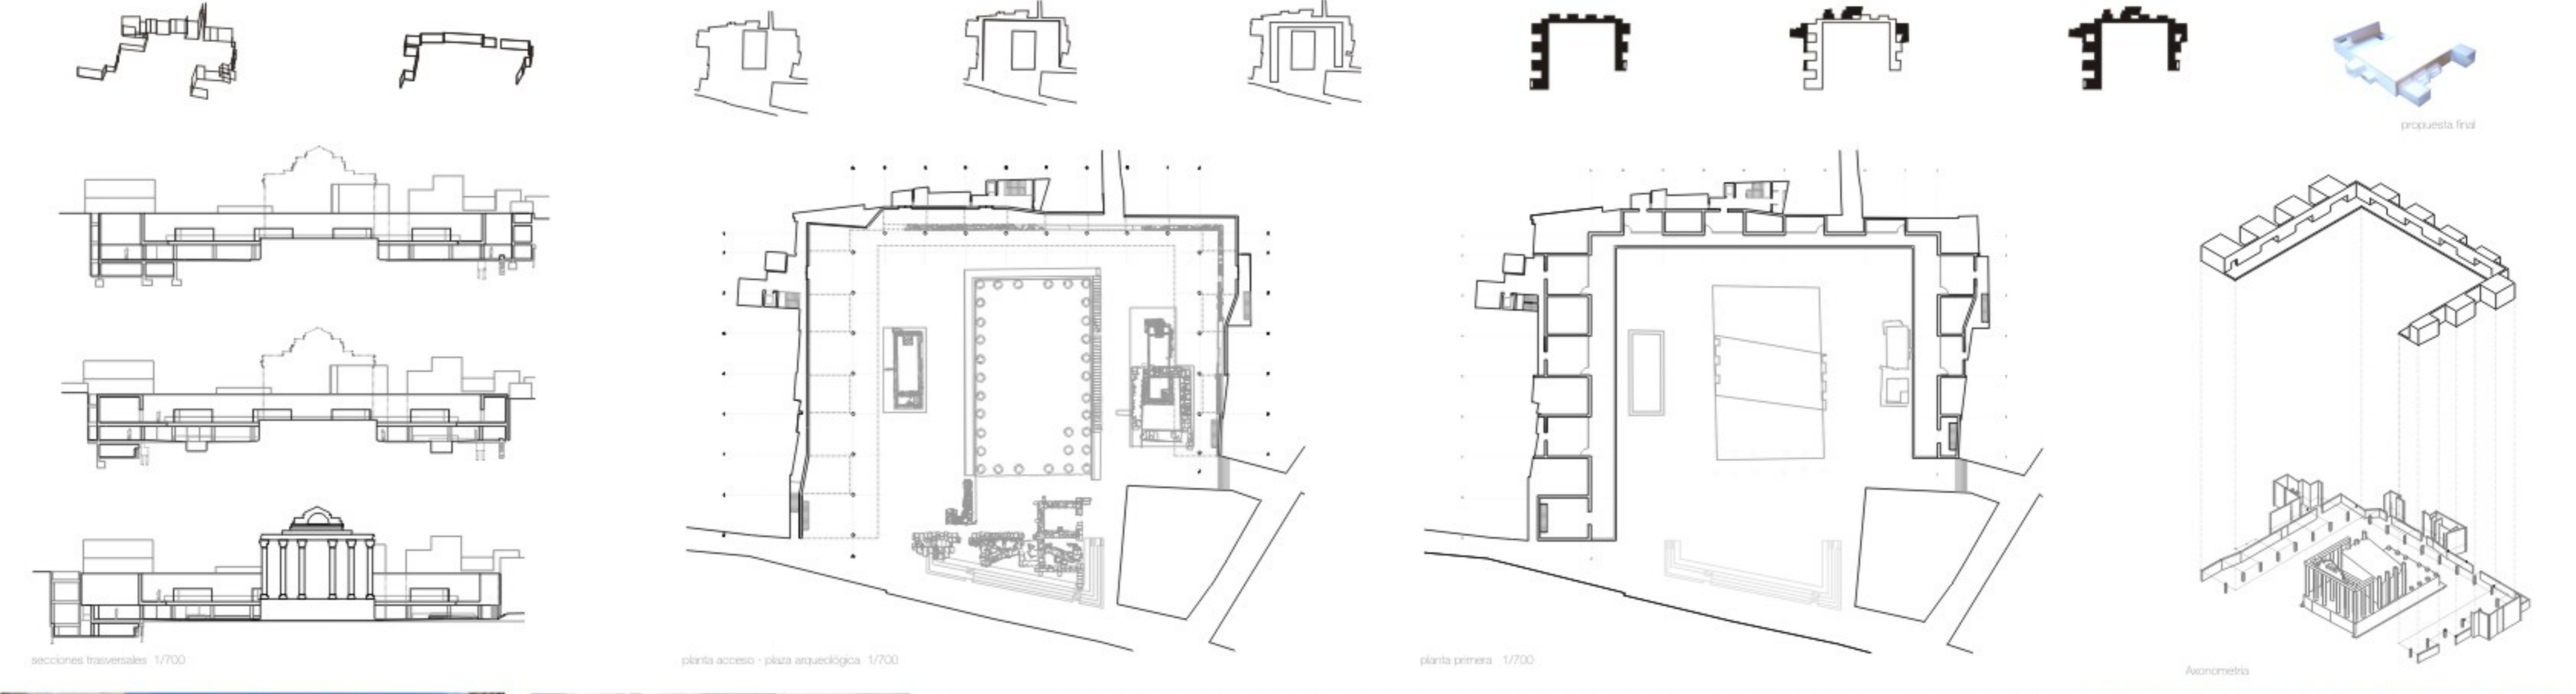 propuesta final
secciones trasversales 1/700
planta acceso - plaza arqueológica 1/700
planta primera 1/700
Axonometria